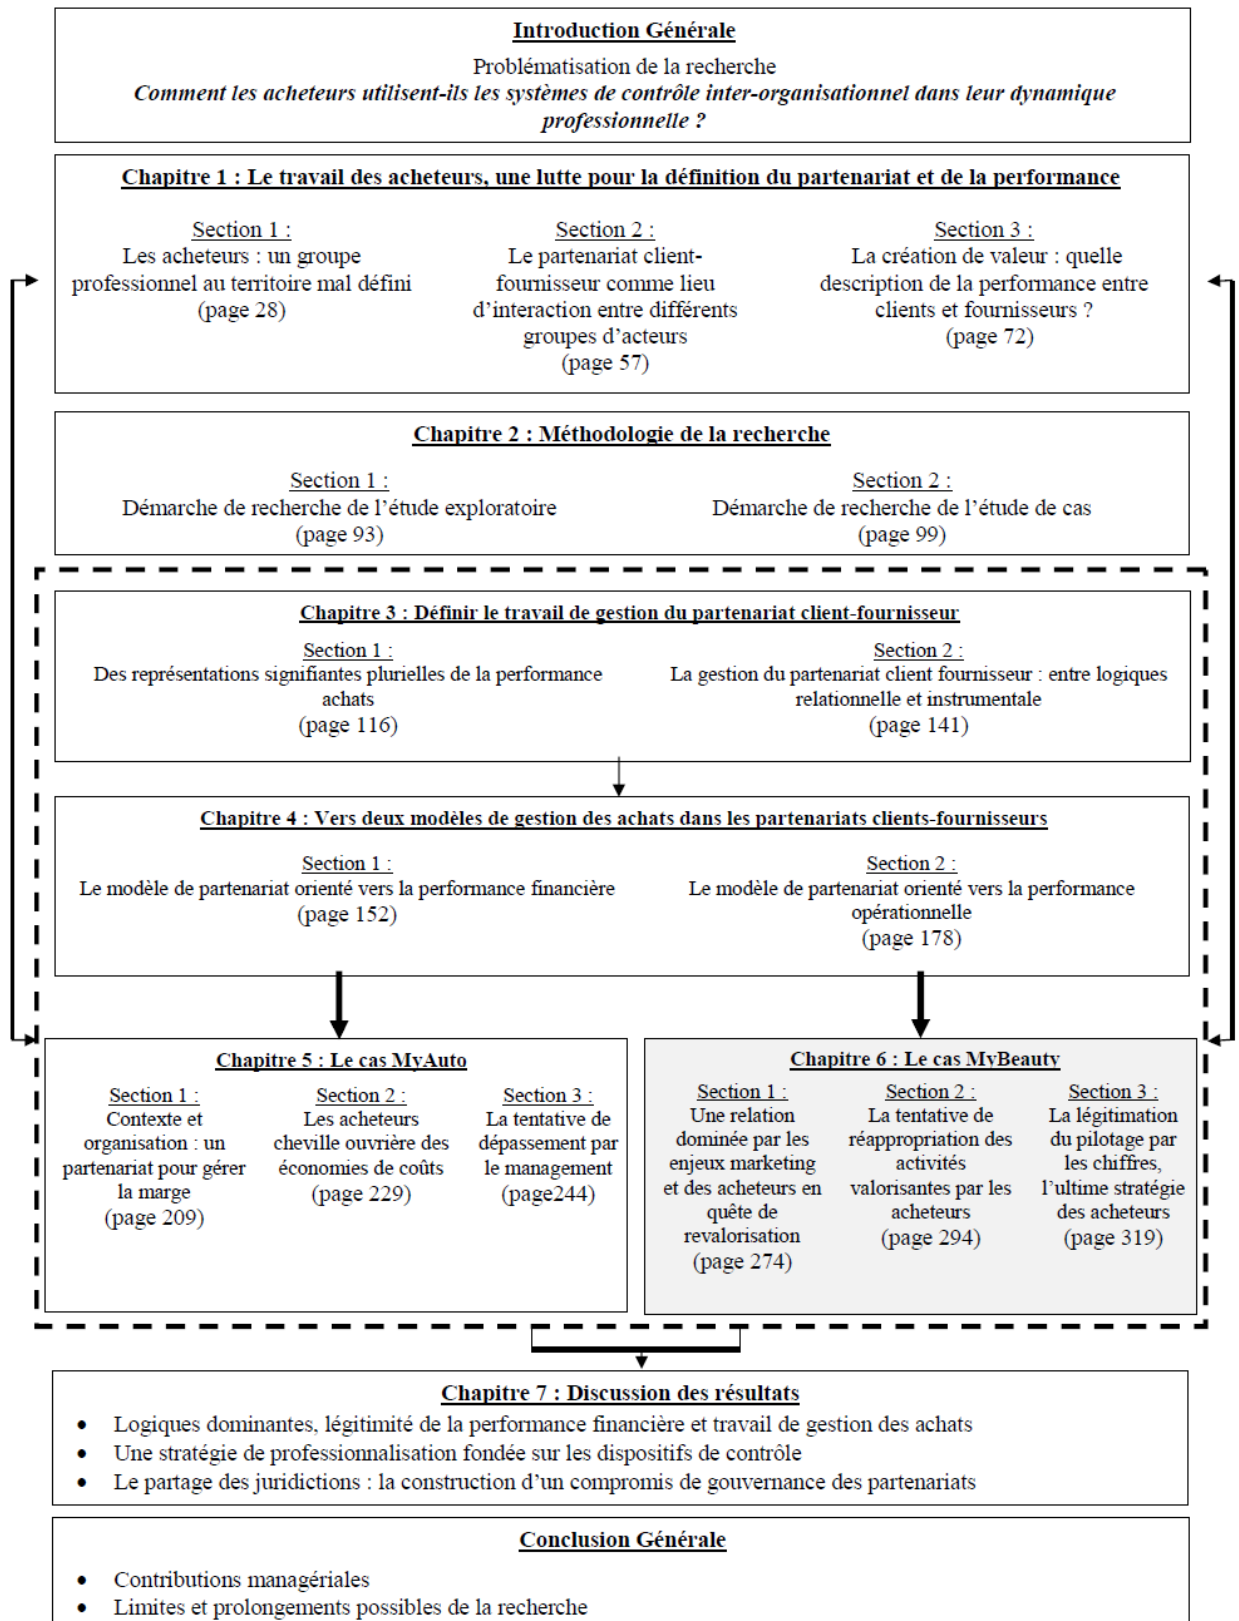 Introduction Générale
Problématisation de la recherche
Comment les acheteurs utilisent-ils les systèmes de contrôle inter-organisationnel dans leur dynamique
professionnelle ?
Chapitre 1 : Le travail des acheteurs, une lutte pour la définition du partenariat et de la performance
Section 1 :
Les acheteurs : un groupe
professionnel au territoire mal défini
(page 28)
Section 2 :
Le partenariat client-
fournisseur comme lieu
d’interaction entre différents
groupes d’acteurs
(page 57)
Section 3 :
La création de valeur : quelle
description de la performance entre
clients et fournisseurs ?
(page 72)
Chapitre 2 : Méthodologie de la recherche
Section 1 :
Démarche de recherche de l’étude exploratoire
(page 93)
Section 2 :
Démarche de recherche de l’étude de cas
(page 99)
Chapitre 3 : Définir le travail de gestion du partenariat client-fournisseur
Section 1 :
Des représentations signifiantes plurielles de la performance
achats
(page 116)
Section 2 :
La gestion du partenariat client fournisseur : entre logiques
relationnelle et instrumentale
(page 141)
Chapitre 4 : Vers deux modèles de gestion des achats dans les partenariats clients-fournisseurs
Section 1 :
Le modèle de partenariat orienté vers la performance financière
(page 152)
Section 2 :
Le modèle de partenariat orienté vers la performance
opérationnelle
(page 178)
Chapitre 5 : Le cas MyAuto
Section 1 :
Contexte et
organisation : un
partenariat pour gérer
la marge
(page 209)
Section 2 :
Les acheteurs
cheville ouvrière des
économies de coûts
(page 229)
Section 3 :
La tentative de
dépassement par
le management
(page244)
Chapitre 6 : Le cas MyBeauty
Section 1 :
Une relation
dominée par les
enjeux marketing
et des acheteurs en
quête de
revalorisation
(page 274)
Section 2 :
La tentative de
réappropriation des
activités
valorisantes par les
acheteurs
(page 294)
Section 3 :
La légitimation
du pilotage par
les chiffres,
l’ultime stratégie
des acheteurs
(page 319)
Chapitre 7 : Discussion des résultats
• Logiques dominantes, légitimité de la performance financière et travail de gestion des achats
• Une stratégie de professionnalisation fondée sur les dispositifs de contrôle
• Le partage des juridictions : la construction d’un compromis de gouvernance des partenariats
Conclusion Générale
• Contributions managériales
• Limites et prolongements possibles de la recherche